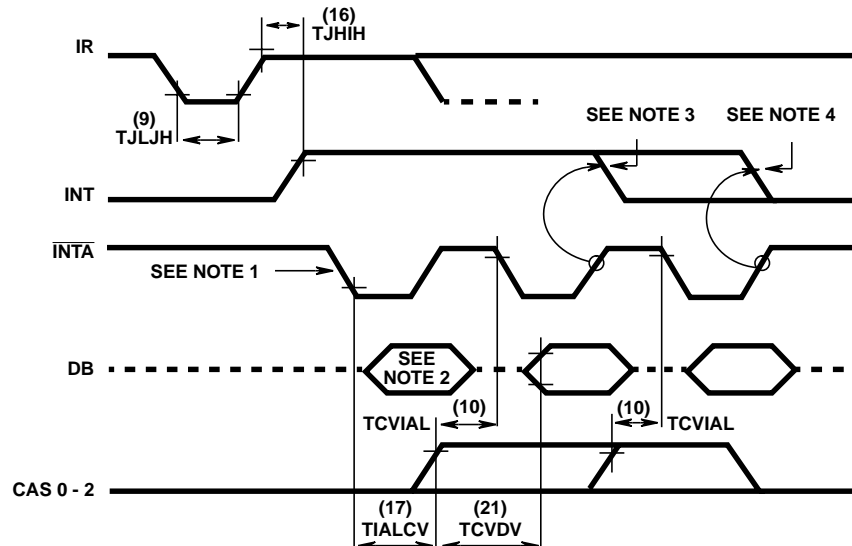 (16)
TJHIH
IR
(9)
TJLJH
SEE NOTE 3
SEE NOTE 4
INT
INTA
SEE NOTE 1
DB
SEE
NOTE 2
(10)
TCVIAL
(10)
TCVIAL
CAS 0 - 2
(17)
TIALCV
(21)
TCVDV